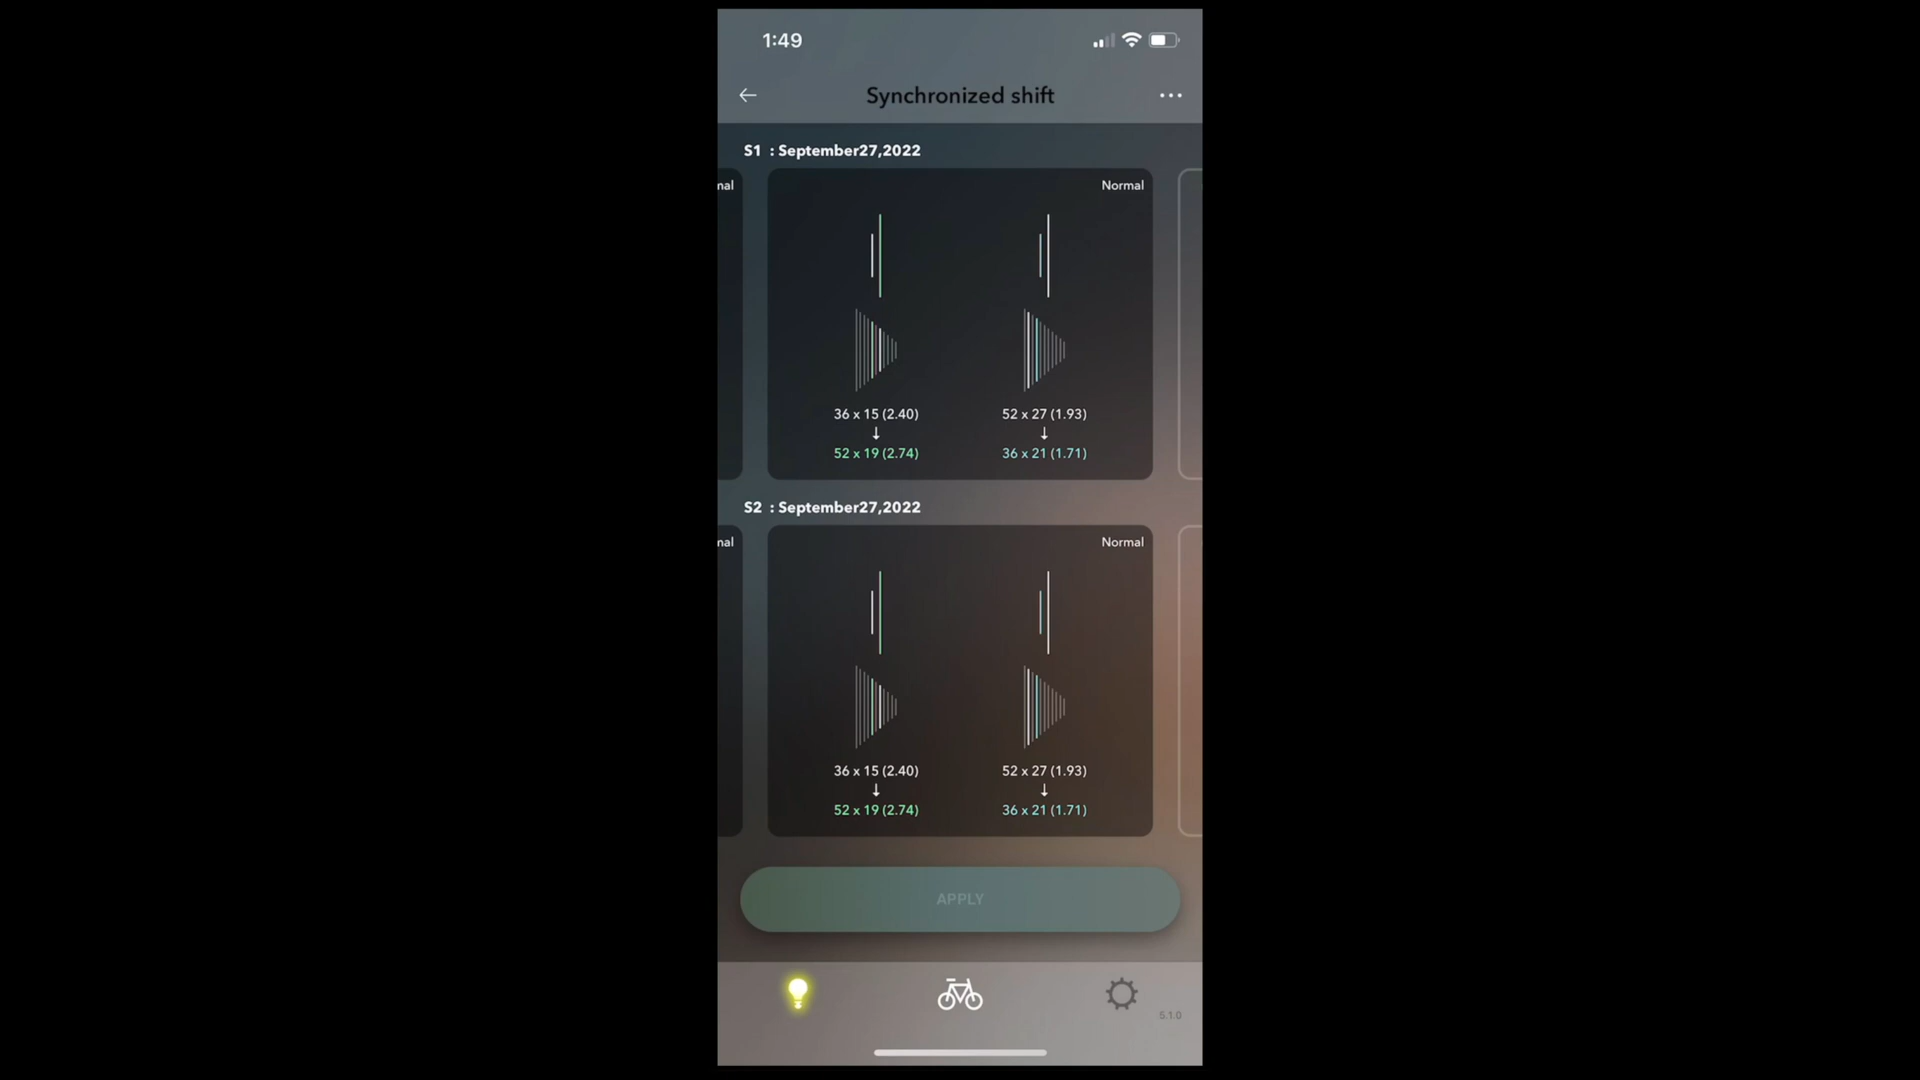 1:49
Synchronized shift
S1 : September27,2022
nal
Normal
36 x 15 (2.40)
52 x 27 (1.93)
↓
↓
52 x 19 (2.74)
36 x 21 (1.71)
S2 : September27,2022
nal
Normal
36 x 15 (2.40)
52 x 27 (1.93)
↓
↓
52 x 19 (2.74)
36 x 21 (1.71)
APPLY
5.1.0